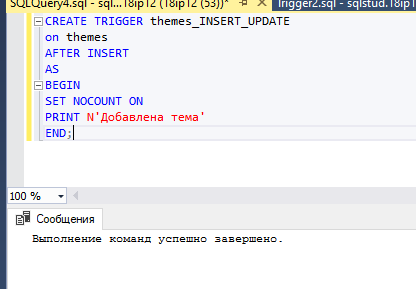 SQLQuery4.sql - sql...18ip12 (18ip12 (53))*
Trigger2.sql - sqlstud.18ip
CREATE TRIGGER themes_INSERT_UPDATE
on themes
AFTER INSERT
AS
BEGIN
SET NOCOUNT ON
PRINT N'Добавлена тема'
END;
100 %
Сообщения
Выполнение команд успешно завершено.